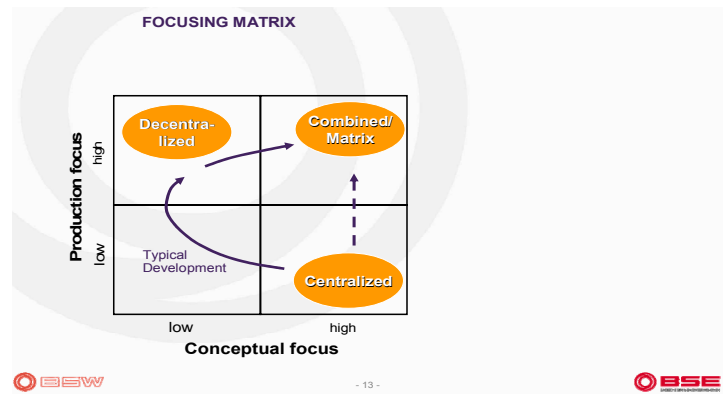 FOCUSING MATRIX
Decentra-
lized
Combined/
Matrix
Production focus
high
low
Typical
Development
Centralized
low
high
Conceptual focus
BSW
- 13 -
BSE